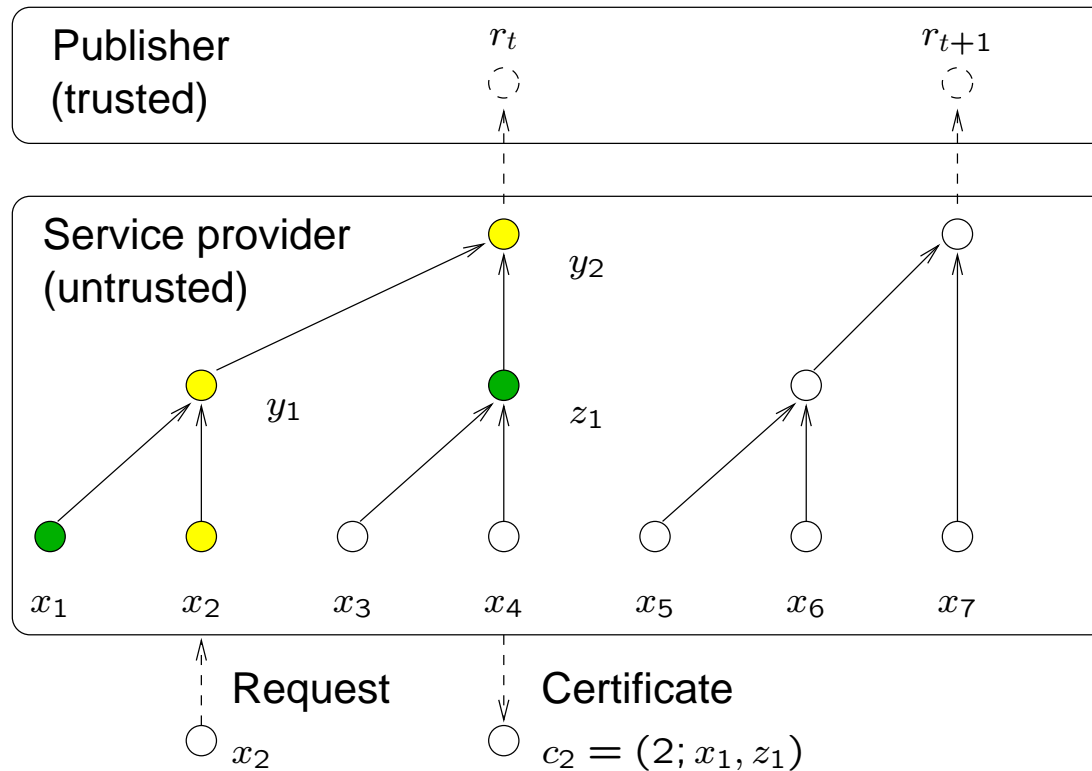 Publisher
(trusted)
r_t
r_{t+1}
Service provider
(untrusted)
y_2
y_1
z_1
x_1 x_2 x_3 x_4 x_5 x_6 x_7
Request
x_2
Certificate
c_2 = (2; x_1, z_1)